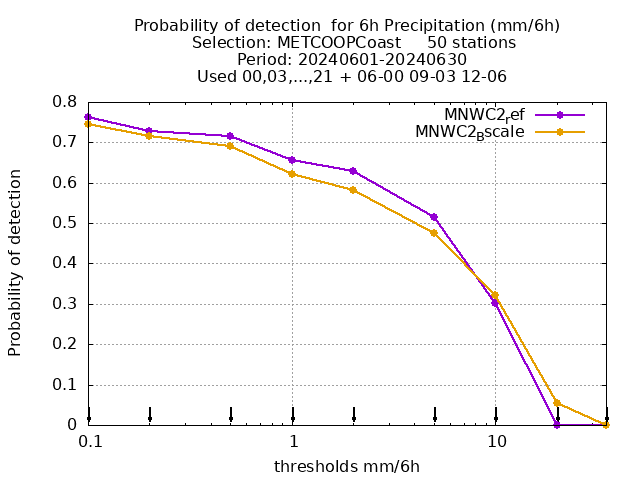 Probability of detection  for 6h Precipitation (mm/6h)
Selection: METCOOPCoast     50 stations
Period: 20240601-20240630
Used 00,03,...,21 + 06-00 09-03 12-06
MNWC2ref
MNWC2Bscale
0.8
0.7
0.6
0.5
0.4
0.3
0.2
0.1
0
Probability of detection
0.1
1
10
thresholds mm/6h